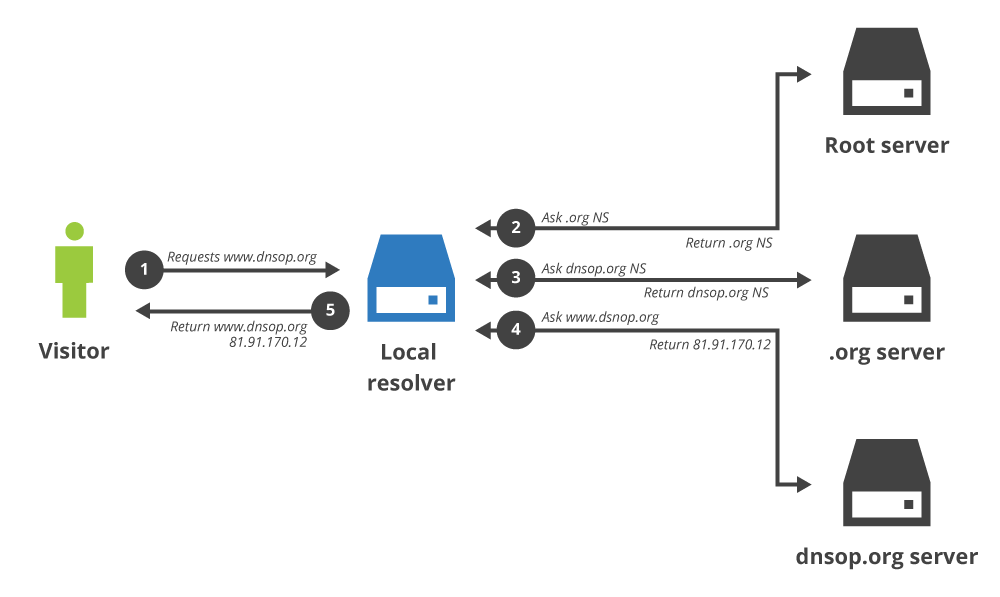 Root server
2
Ask .org NS
Return .org NS
1
Requests www.dnsop.org
3
Ask dnsop.org NS
Return dnsop.org NS
5
Return www.dnsop.org
81.91.170.12
4
Ask www.dsnop.org
Return 81.91.170.12
Visitor
Local
resolver
.org server
dnsop.org server